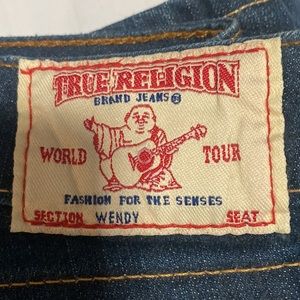 TRUE RELIGION
BRAND JEANS®
WORLD TOUR
FASHION FOR THE SENSES
SECTION WENDY SEAT